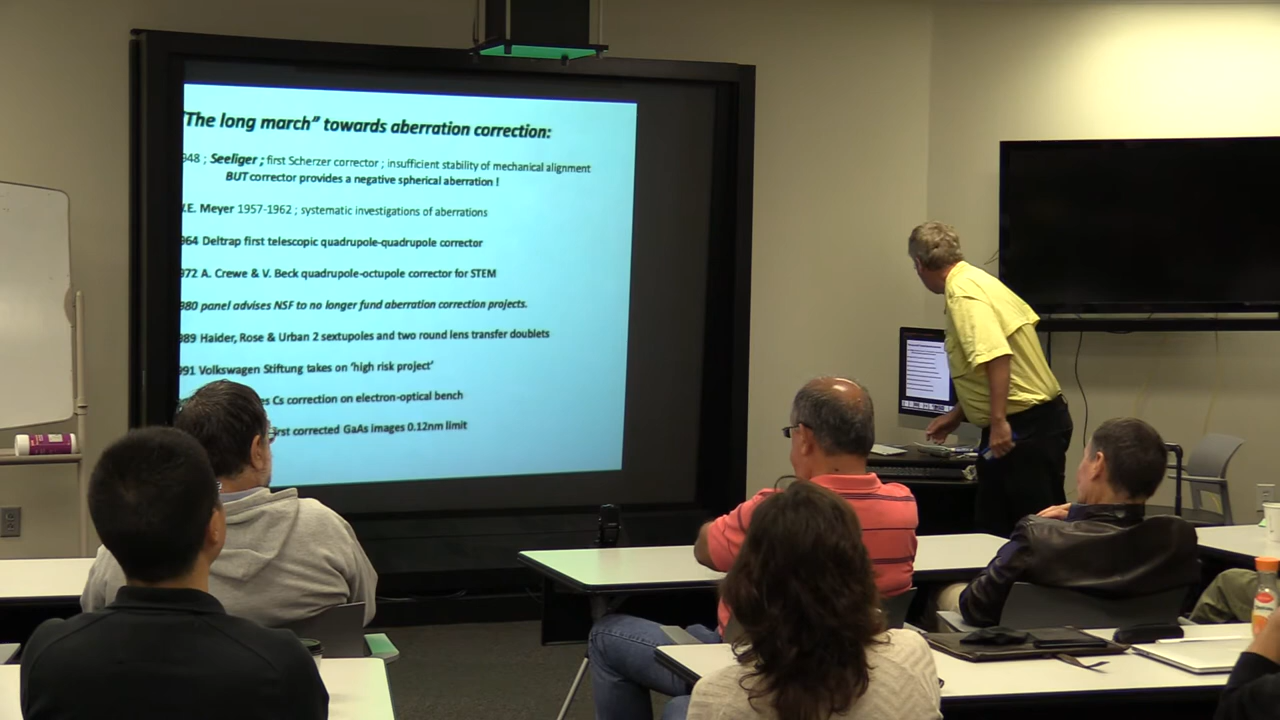 "The long march" towards aberration correction:
948 ; Seeliger ; first Scherzer corrector ; insufficient stability of mechanical alignment
BUT corrector provides a negative spherical aberration !
.E. Meyer 1957-1962 ; systematic investigations of aberrations
964 Deltrap first telescopic quadrupole-quadrupole corrector
972 A. Crewe & V. Beck quadrupole-octupole corrector for STEM
980 panel advises NSF to no longer fund aberration correction projects.
989 Haider, Rose & Urban 2 sextupoles and two round lens transfer doublets
991 Volkswagen Stiftung takes on 'high risk project'
es Cs correction on electron-optical bench
irst corrected GaAs images 0.12nm limit